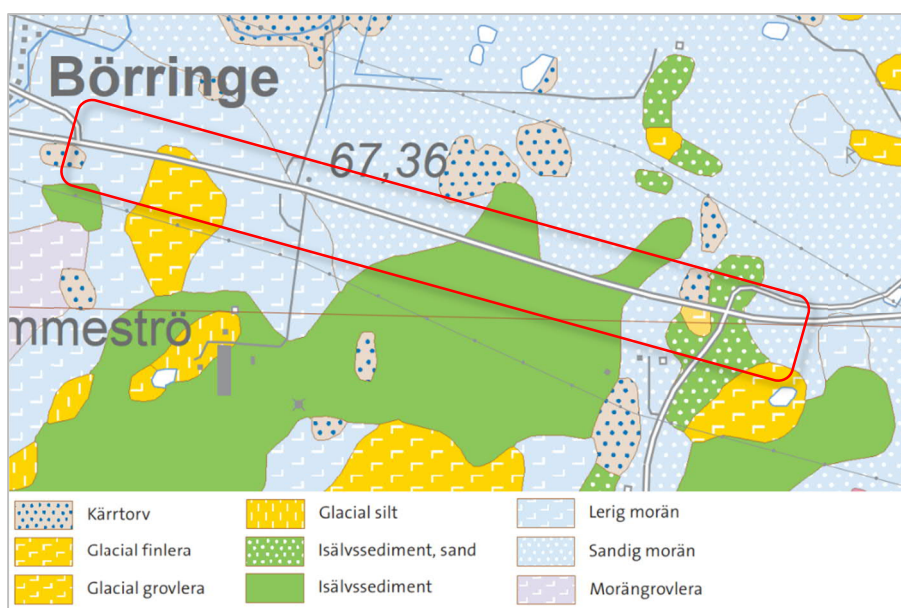 Börringe
67,36
mmeströ
Kärrtorv
Glacial finlera
Glacial grovlera
Glacial silt
Isälvssediment, sand
Isälvssediment
Lerig morän
Sandig morän
Morängrovlera